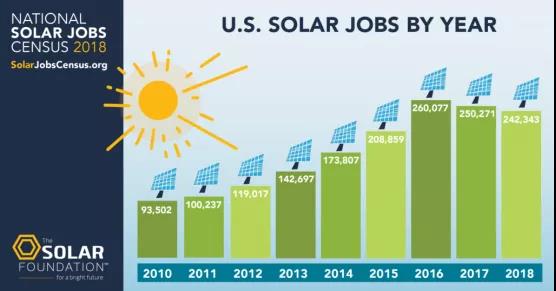 NATIONAL
SOLAR JOBS
CENSUS 2018
SolarJobsCensus.org
U.S. SOLAR JOBS BY YEAR
93,502
100,237
119,017
142,697
173,807
208,859
260,077
250,271
242,343
2010 2011 2012 2013 2014 2015 2016 2017 2018
The
SOLAR
FOUNDATION™
for a bright future